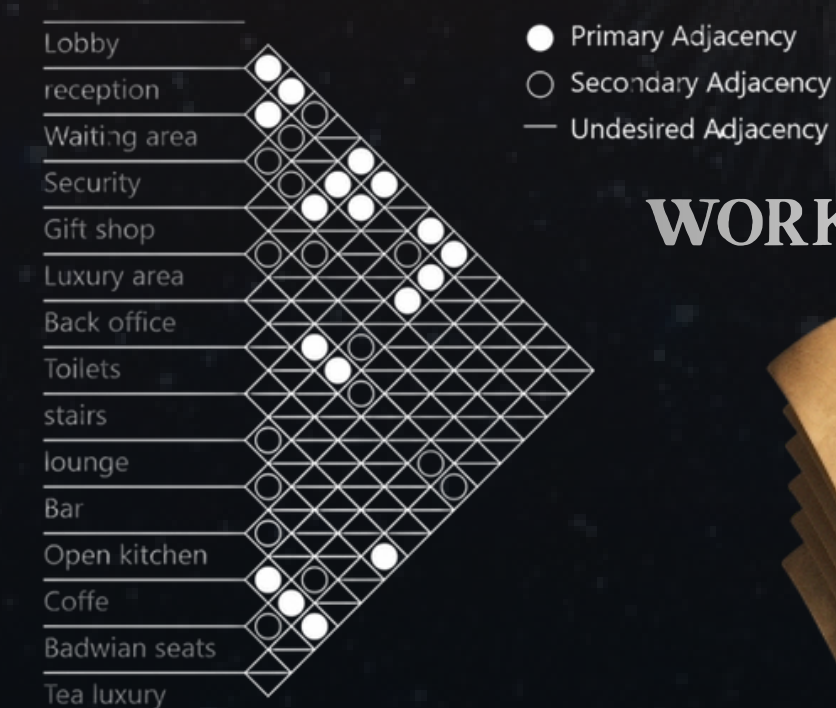 Lobby
reception
Waiting area
Security
Gift shop
Luxury area
Back office
Toilets
stairs
lounge
Bar
Open kitchen
Coffe
Badwian seats
Tea luxury
Primary Adjacency
Secondary Adjacency
Undesired Adjacency
WORK